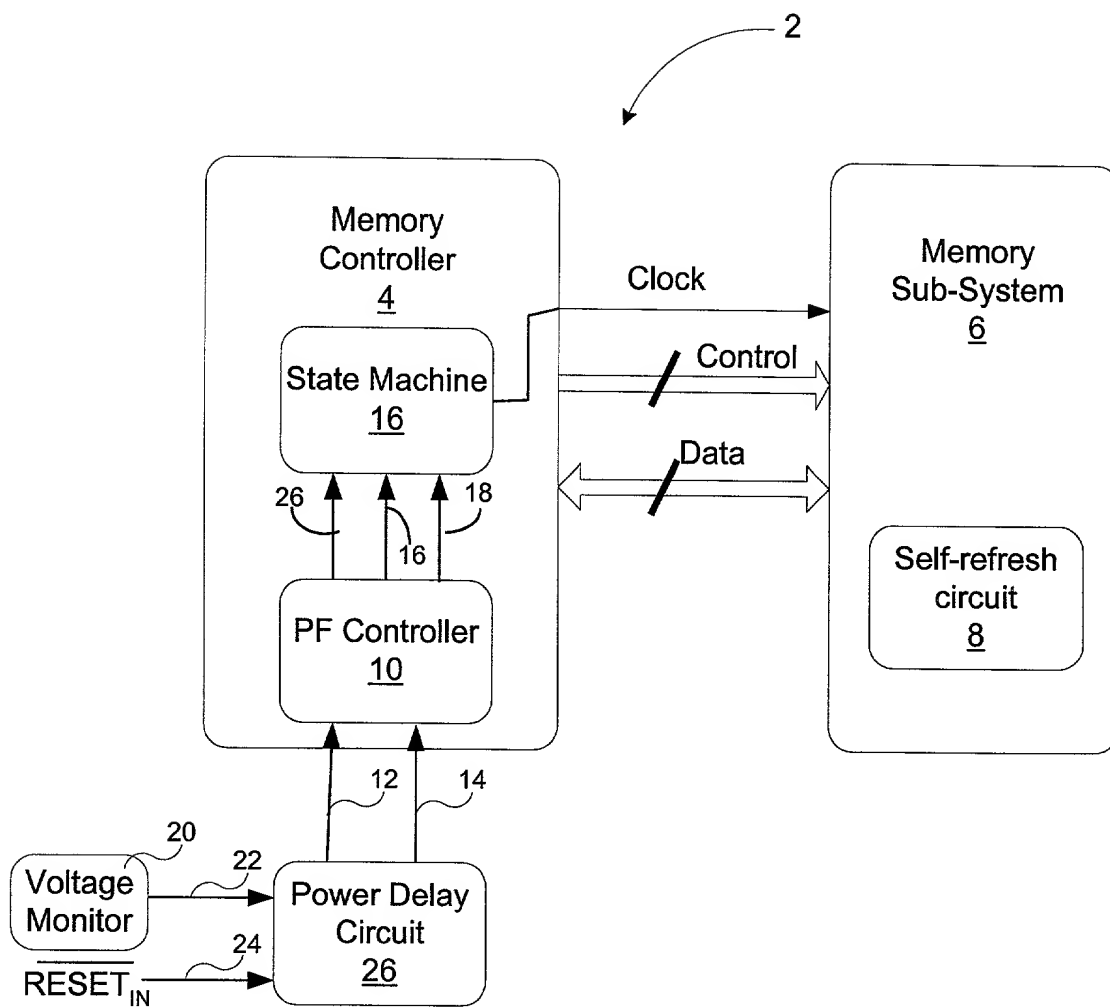 2
Memory
Controller
4
Clock
Memory
Sub-System
6
Control
State Machine
16
Data
26
16
18
Self-refresh
circuit
8
PF Controller
10
12
14
20
Voltage
Monitor
22
Power Delay
Circuit
26
RESET_IN
24